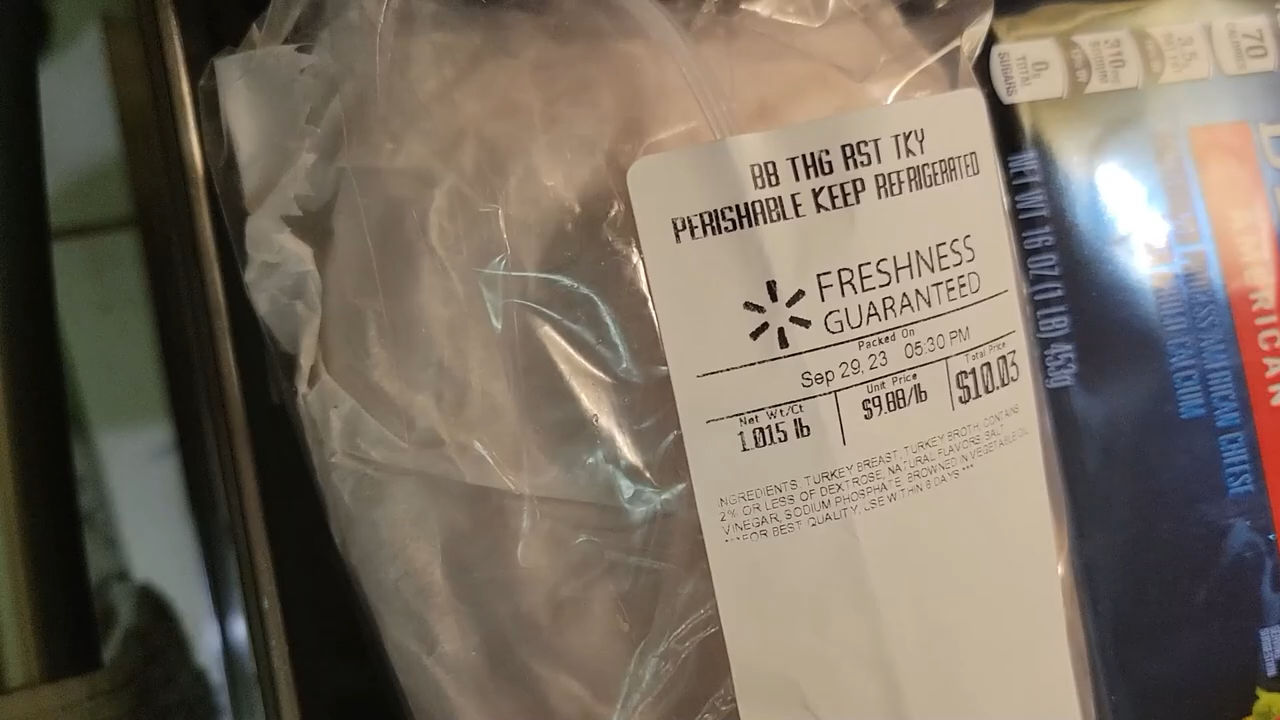 BB THG RST TKY
PERISHABLE KEEP REFRIGERATED
FRESHNESS
GUARANTEED
Packed On
Sep 29, 23 05:30 PM
Net Wt/Ct
1.015 lb
Unit Price
$9.88/lb
Total Price
$10.03
INGREDIENTS, TURKEY BREAST, TURKEY BROTH, CONTAINS
2% OR LESS OF DEXTROSE, NATURAL FLAVORS, SALT,
VINEGAR, SODIUM PHOSPHATE, BROWNED IN VEGETABLE OIL
***FOR BEST QUALITY, USE WITHIN 8 DAYS***
70
CALORIES
3.5g
310mg
SODIUM
0g
TOTAL
SUGARS
NET WT 16 OZ (1 LB) 453g
AMERICAN
AMERICAN CHEESE
CALCIUM